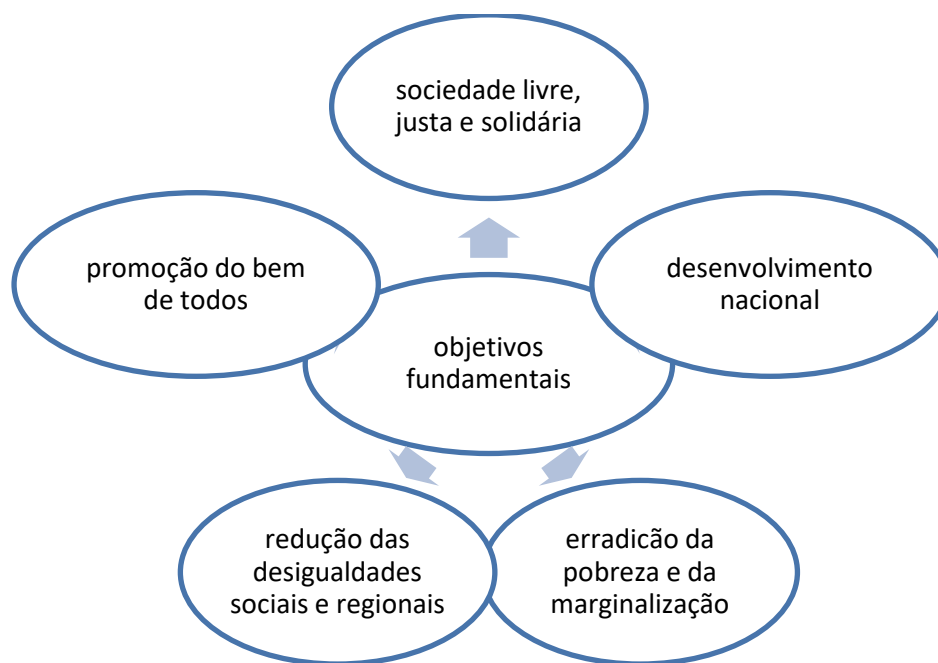 sociedade livre,
justa e solidária
promoção do bem
de todos
desenvolvimento
nacional
objetivos
fundamentais
redução das
desigualdades
sociais e regionais
erradicão da
pobreza e da
marginalização